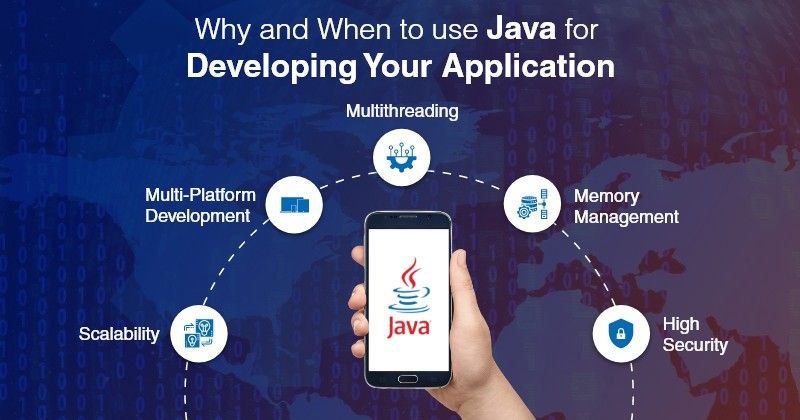 Why and When to use Java for
Developing Your Application
Multithreading
Multi-Platform
Development
Memory
Management
Scalability
High
Security
Java